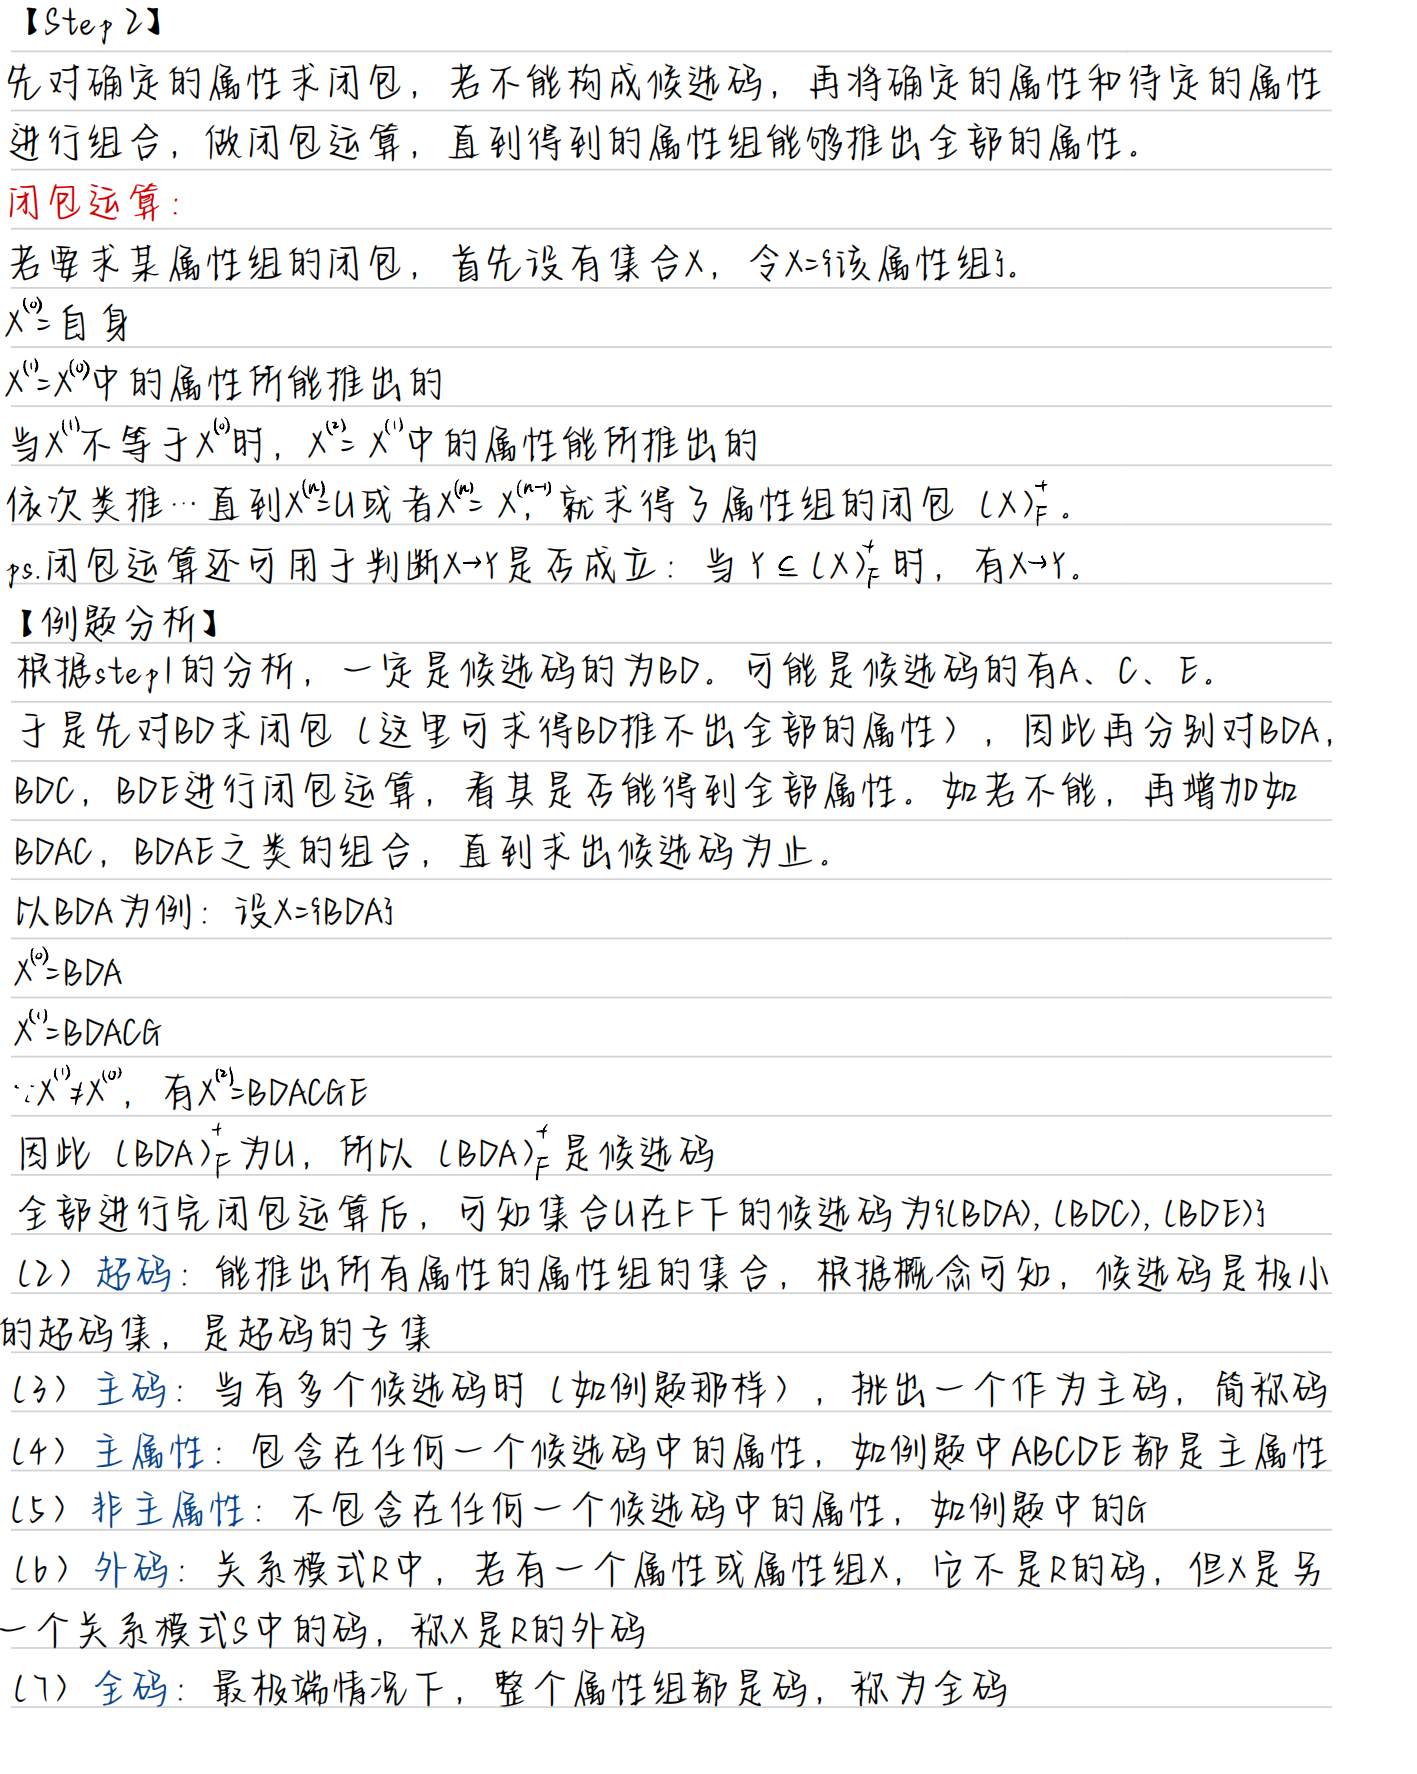 【Step 2】
先对确定的属性求闭包，若不能构成候选码，再将确定的属性和待定的属性
进行组合，做闭包运算，直到得到的属性组能够推出全部的属性。
闭包运算：
若要求某属性组的闭包，首先设有集合X，令X={该属性组}。
X⁽⁰⁾=自身
X⁽¹⁾=X⁽⁰⁾中的属性所能推出的
当X⁽¹⁾不等于X⁽⁰⁾时，X⁽²⁾=X⁽¹⁾中的属性能所推出的
依次类推…直到X⁽ⁿ⁾=U或者X⁽ⁿ⁾=X⁽ⁿ⁻¹⁾，就求得了属性组的闭包（X）⁺F。
ps.闭包运算还可用于判断X→Y是否成立：当Y⊆（X）⁺F时，有X→Y。
【例题分析】
根据step1的分析，一定是候选码的为BD。可能是候选码的有A、C、E。
于是先对BD求闭包（这里可求得BD推不出全部的属性），因此再分别对BDA，
BDC，BDE进行闭包运算，看其是否能得到全部属性。如若不能，再增加如
BDAC，BDAE之类的组合，直到求出候选码为止。
以BDA为例：设X={BDA}
X⁽⁰⁾=BDA
X⁽¹⁾=BDACG
∵X⁽¹⁾≠X⁽⁰⁾，有X⁽²⁾=BDACGE
因此（BDA）⁺F为U，所以（BDA）⁺F是候选码
全部进行完闭包运算后，可知集合U在F下的候选码为{(BDA),(BDC),(BDE)}
（2）超码：能推出所有属性的属性组的集合，根据概念可知，候选码是极小
的超码集，是超码的子集
（3）主码：当有多个候选码时（如例题那样），挑出一个作为主码，简称码
（4）主属性：包含在任何一个候选码中的属性，如例题中ABCDE都是主属性
（5）非主属性：不包含在任何一个候选码中的属性，如例题中的G
（6）外码：关系模式R中，若有一个属性或属性组X，它不是R的码，但X是另
一个关系模式S中的码，称X是R的外码
（7）全码：最极端情况下，整个属性组都是码，称为全码